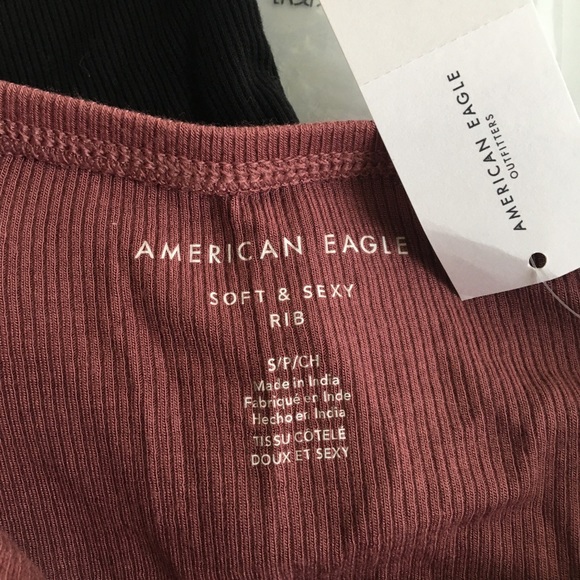 AMERICAN EAGLE
OUTFITTERS
AMERICAN EAGLE
SOFT & SEXY
RIB
S/P/CH
Made in India
Fabriqué en Inde
Hecho en India
TISSU CÔTELÉ
DOUX ET SEXY